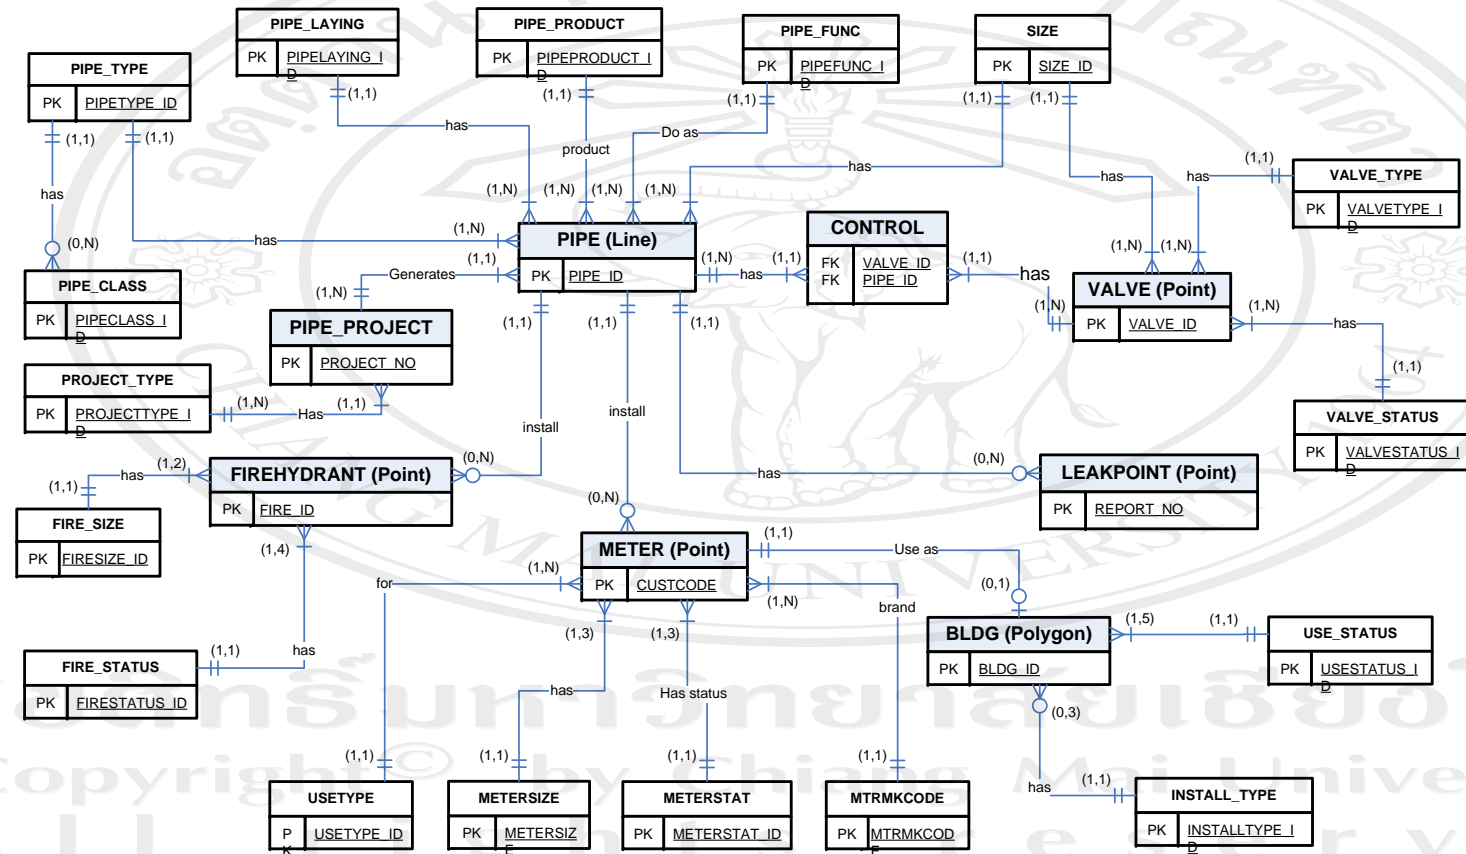 PIPE_LAYING
PK PIPELAYING_ID
PIPE_PRODUCT
PK PIPEPRODUCT_ID
PIPE_FUNC
PK PIPEFUNC_ID
SIZE
PK SIZE_ID
PIPE_TYPE
PK PIPETYPE_ID
(1,1) (1,1) (1,1) (1,1) (1,1)
(1,1) (1,1)
has
product
Do as
has
has
has
(1,1)
VALVE_TYPE
PK VALVETYPE_ID
has
(1,N) (1,N) (1,N) (1,N)
(0,N)
has
(1,N)
PIPE (Line)
PK PIPE_ID
CONTROL
FK VALVE_ID
FK PIPE_ID
(1,N) has (1,1)
(1,1) has (1,N)
(1,N) (1,N)
VALVE (Point)
PK VALVE_ID
(1,N)
has
(1,1)
PIPE_CLASS
PK PIPECLASS_ID
Generates (1,1)
(1,N)
PIPE_PROJECT
PK PROJECT_NO
(1,1) (1,1) (1,1)
PROJECT_TYPE
PK PROJECTTYPE_ID
(1,N) Has (1,1)
VALVE_STATUS
PK VALVESTATUS_ID
install
install
(1,2)
has
(1,1)
FIREHYDRANT (Point)
PK FIRE_ID
(0,N)
has
(0,N)
LEAKPOINT (Point)
PK REPORT_NO
FIRE_SIZE
PK FIRESIZE_ID
(0,N)
(1,4)
METER (Point)
PK CUSTCODE
(1,1)
Use as
(0,1)
for
(1,N)
(1,N)
brand
(1,3) (1,3)
BLDG (Polygon)
PK BLDG_ID
(1,5) (1,1)
USE_STATUS
PK USESTATUS_ID
has
(1,1)
FIRE_STATUS
PK FIRESTATUS_ID
has
Has status
(0,3)
(1,1) (1,1) (1,1) (1,1)
has
(1,1)
USETYPE
PK USETYPE_ID
METERSIZE
PK METERSIZE
METERSTAT
PK METERSTAT_ID
MTRMKCODE
PK MTRMKCODE
INSTALL_TYPE
PK INSTALLTYPE_ID
CHIANG MAI UNIVERSITY 1964
Copyright© by Chiang Mai Unive